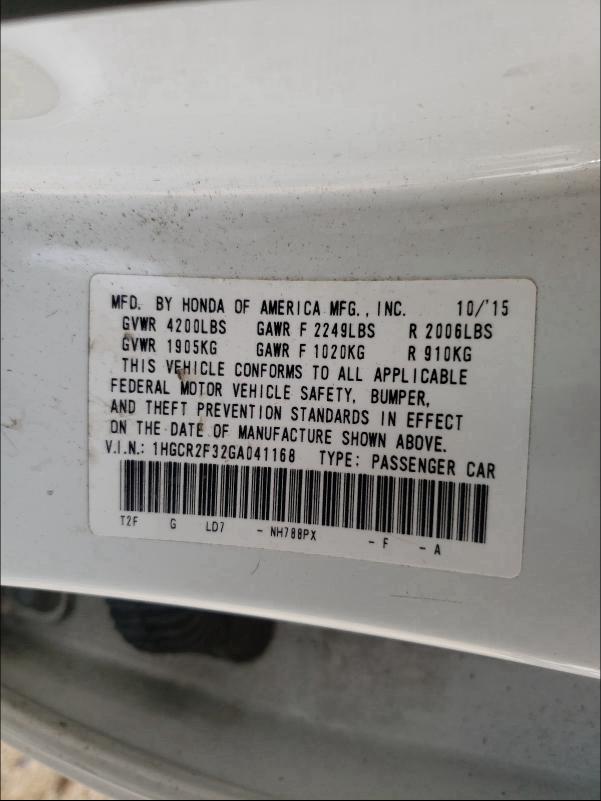 MFD. BY HONDA OF AMERICA MFG., INC. 10/'15
GVWR 4200LBS GAWR F 2249LBS R 2006LBS
GVWR 1905KG GAWR F 1020KG R 910KG
THIS VEHICLE CONFORMS TO ALL APPLICABLE
FEDERAL MOTOR VEHICLE SAFETY, BUMPER,
AND THEFT PREVENTION STANDARDS IN EFFECT
ON THE DATE OF MANUFACTURE SHOWN ABOVE.
V.I.N.: 1HGCR2F32GA041168 TYPE: PASSENGER CAR
T2F G LD7 - NH788PX - F - A